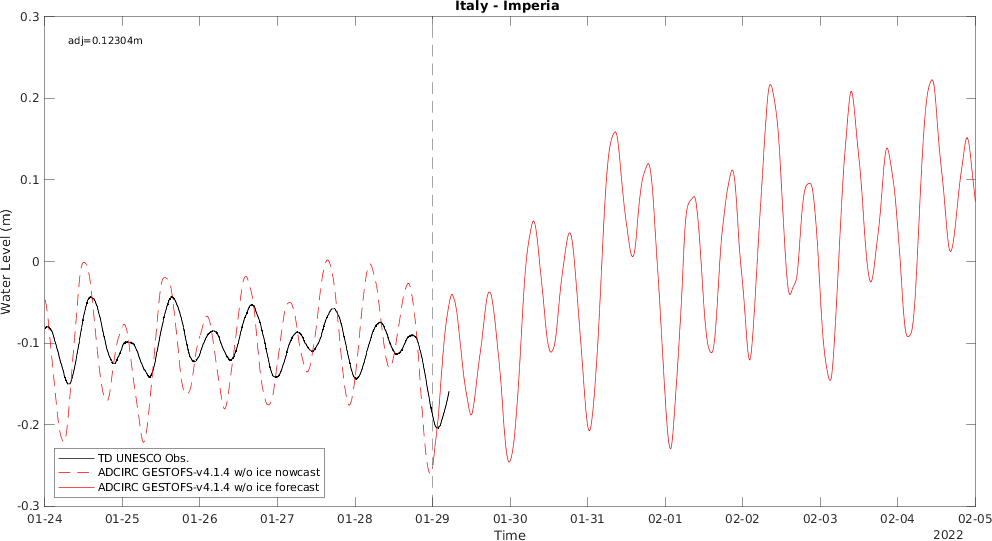 Italy - Imperia
adj=0.12304m
0.3
0.2
0.1
0
-0.1
-0.2
-0.3
Water Level (m)
TD UNESCO Obs.
ADCIRC GESTOFS-v4.1.4 w/o ice nowcast
ADCIRC GESTOFS-v4.1.4 w/o ice forecast
01-24 01-25 01-26 01-27 01-28 01-29 01-30 01-31 02-01 02-02 02-03 02-04 02-05
Time
2022